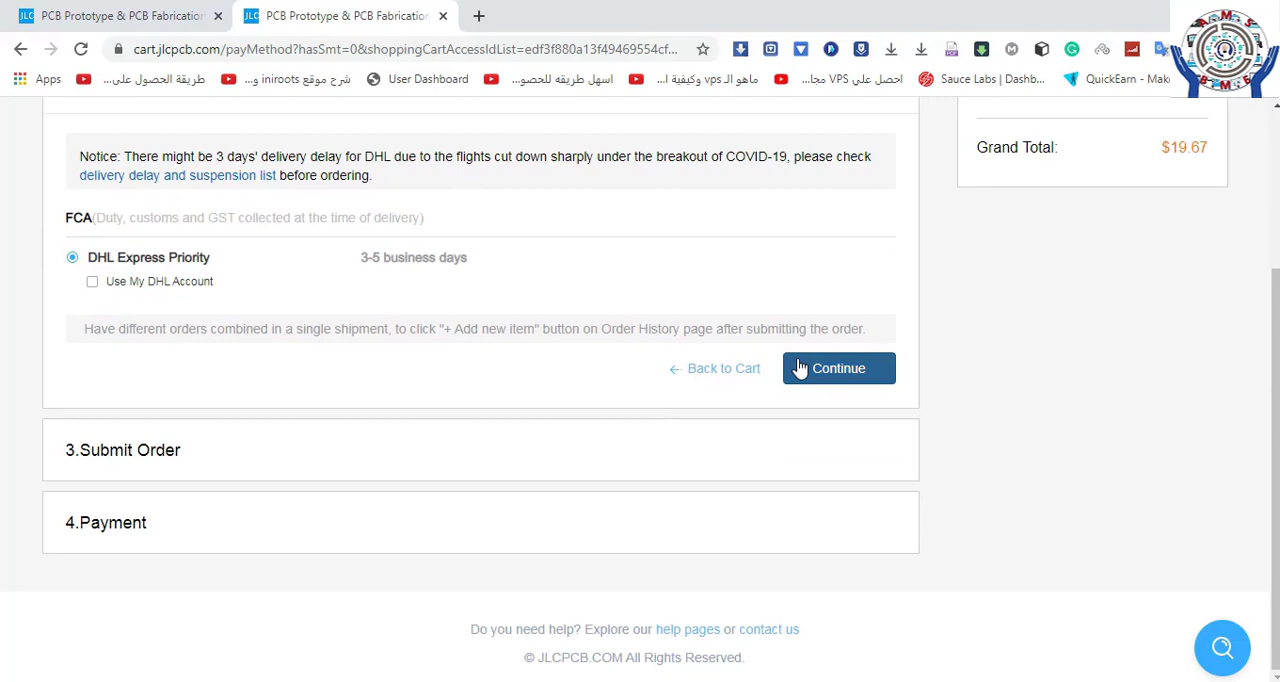 JLC PCB Prototype & PCB Fabrication
JLC PCB Prototype & PCB Fabrication
cart.jlcpcb.com/payMethod?hasSmt=0&shoppingCartAccessIdList=edf3f880a13f49469554cf...
Apps
طريقة الحصول على...
شرح موقع iniroots و...
User Dashboard
اسهل طريقه للحصو...
ماهو الـ vps وكيفية ا...
احصل علي VPS مجا...
Sauce Labs | Dashb...
QuickEarn - Make
AMS
BME
Grand Total: $19.67
Notice: There might be 3 days' delivery delay for DHL due to the flights cut down sharply under the breakout of COVID-19, please check
delivery delay and suspension list before ordering.
FCA(Duty, customs and GST collected at the time of delivery)
DHL Express Priority 3-5 business days
Use My DHL Account
Have different orders combined in a single shipment, to click "+ Add new item" button on Order History page after submitting the order.
← Back to Cart Continue
3.Submit Order
4.Payment
Do you need help? Explore our help pages or contact us
© JLCPCB.COM All Rights Reserved.